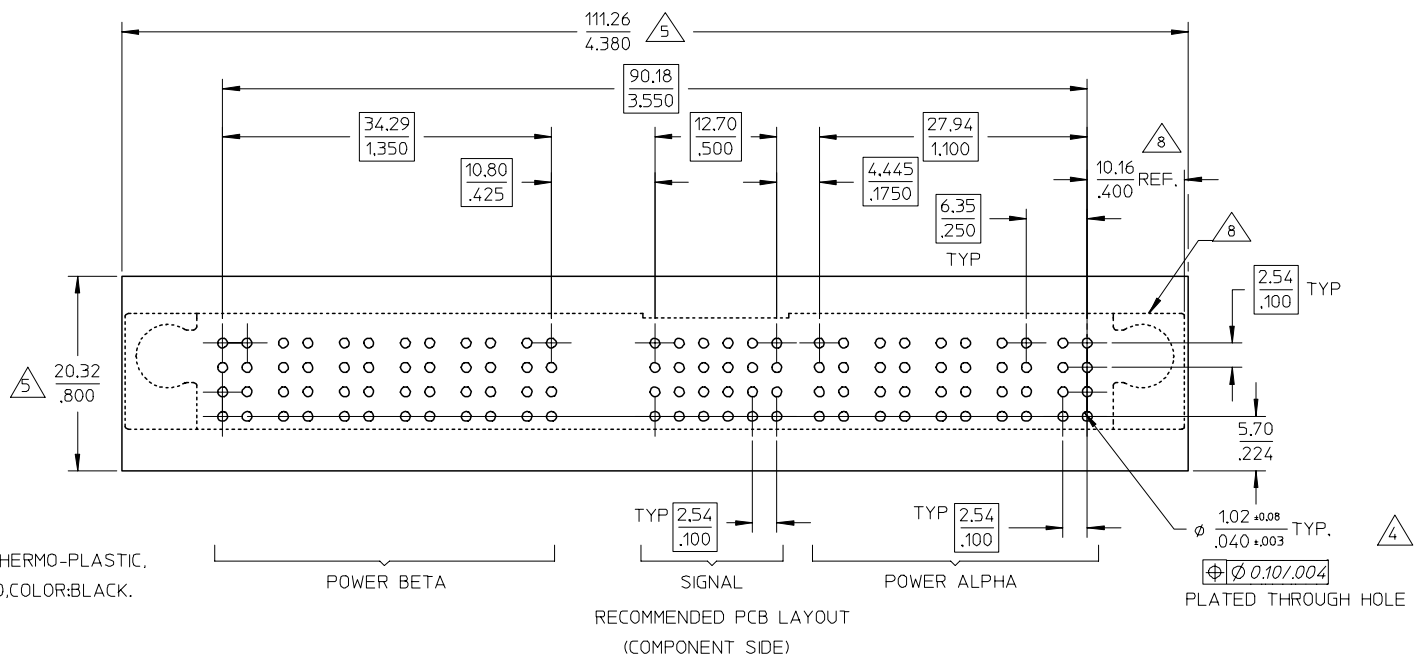 111.26
4.380
5
90.18
3.550
34.29
1.350
12.70
.500
27.94
1.100
8
10.80
.425
4.445
.1750
10.16
.400 REF.
6.35
.250
TYP
8
2.54
.100 TYP
5
20.32
.800
5.70
.224
TYP 2.54
.100
TYP 2.54
.100
Ø 1.02 ±0.08
.040 ±.003 TYP.
4
⌖ Ø 0.10/.004
PLATED THROUGH HOLE
HERMO-PLASTIC,
,COLOR:BLACK.
POWER BETA
SIGNAL
POWER ALPHA
RECOMMENDED PCB LAYOUT
(COMPONENT SIDE)